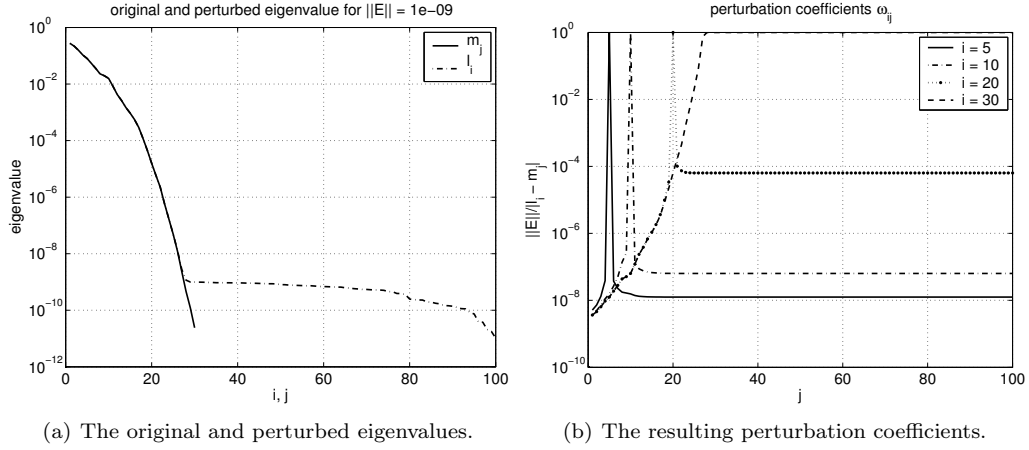 original and perturbed eigenvalue for ||E|| = 1e-09
m_j
l_i
10^0
10^-2
10^-4
10^-6
10^-8
10^-10
10^-12
eigenvalue
0 20 40 60 80 100
i, j
(a) The original and perturbed eigenvalues.
perturbation coefficients ω_ij
i = 5
i = 10
i = 20
i = 30
10^0
10^-2
10^-4
10^-6
10^-8
10^-10
||E||/|l_i − m_j|
0 20 40 60 80 100
j
(b) The resulting perturbation coefficients.